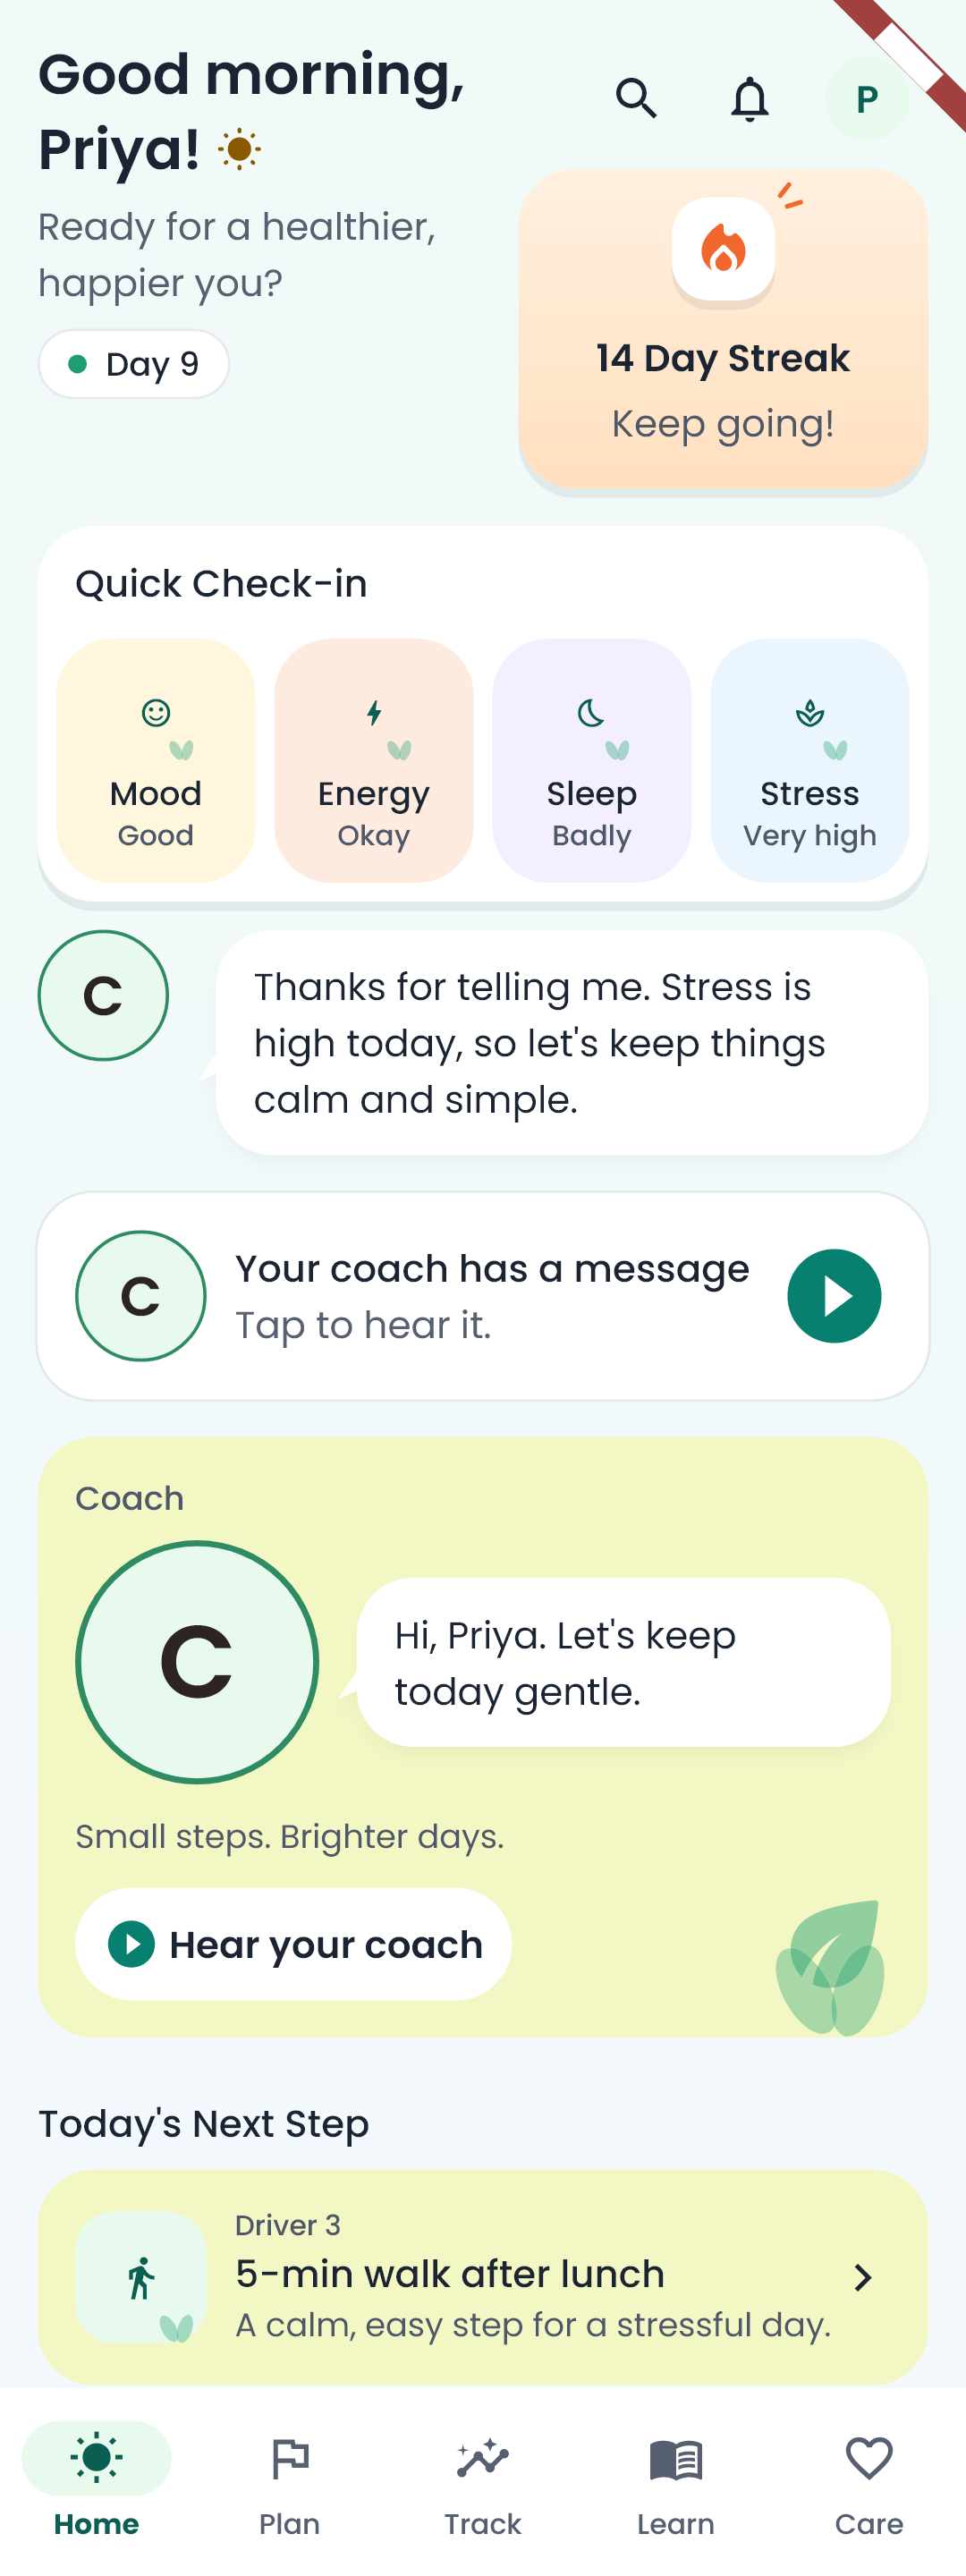 Good morning,
Priya!
P
Ready for a healthier,
happier you?
Day 9
14 Day Streak
Keep going!
Quick Check-in
Mood
Good
Energy
Okay
Sleep
Badly
Stress
Very high
C
Thanks for telling me. Stress is
high today, so let's keep things
calm and simple.
C
Your coach has a message
Tap to hear it.
Coach
C
Hi, Priya. Let's keep
today gentle.
Small steps. Brighter days.
Hear your coach
Today's Next Step
Driver 3
5-min walk after lunch
A calm, easy step for a stressful day.
Home
Plan
Track
Learn
Care